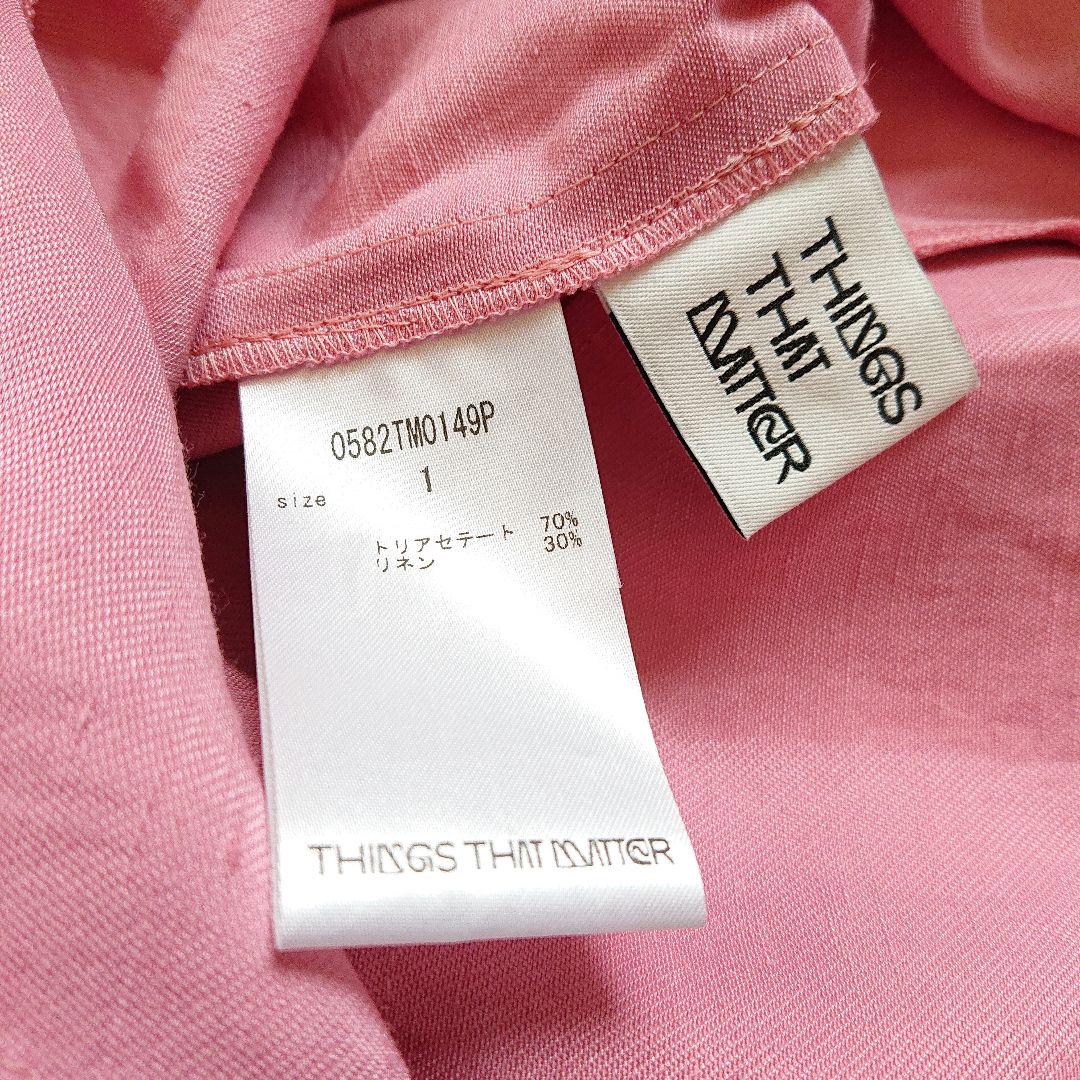 0582TM0149P
size 1
トリアセテート 70%
リネン 30%
THINGS THAT MATTER
THINGS
THAT
MATTER